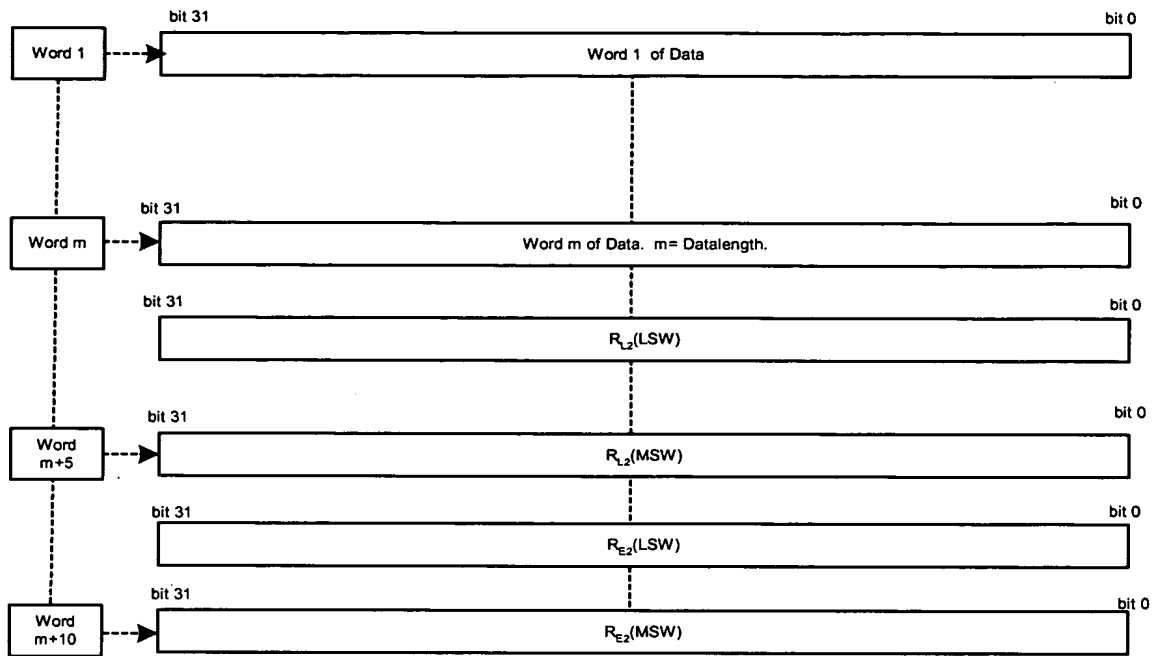 bit 31
bit 0
Word 1
Word 1 of Data
bit 31
bit 0
Word m
Word m of Data. m= Datalength.
bit 31
bit 0
R_L2(LSW)
bit 31
bit 0
Word
m+5
R_L2(MSW)
bit 31
bit 0
R_E2(LSW)
bit 31
bit 0
Word
m+10
R_E2(MSW)